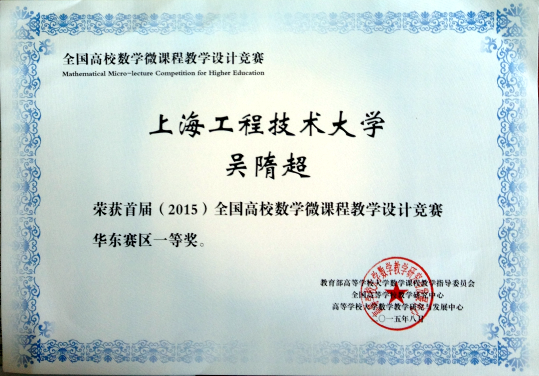 全国高校数学微课程教学设计竞赛
Mathematical Micro-lecture Competition for Higher Education
上海工程技术大学
吴隋超
荣获首届（2015）全国高校数学微课程教学设计竞赛
华东赛区一等奖。
教育部高等学校大学数学课程教学指导委员会
全国高等学校教学研究中心
高等学校大学数学教学研究与发展中心
二〇一五年八月